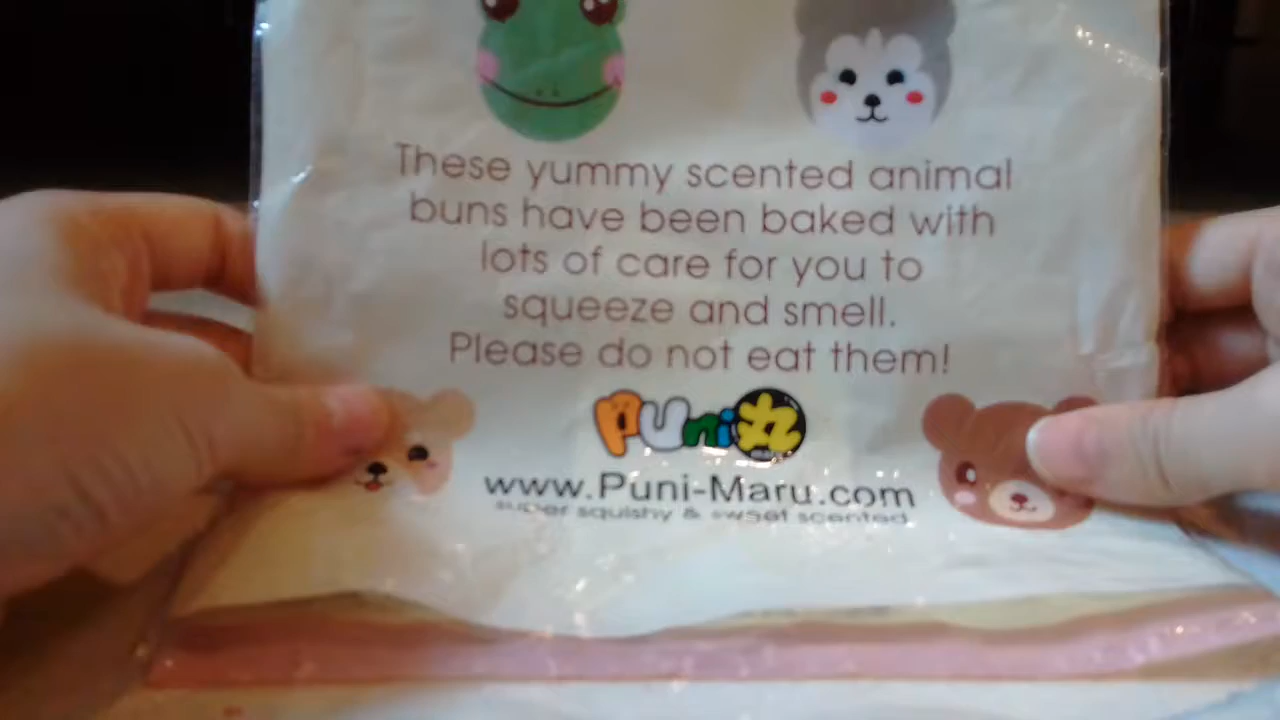 These yummy scented animal
buns have been baked with
lots of care for you to
squeeze and smell.
Please do not eat them!
Puni丸
www.Puni-Maru.com
super squishy & sweet scented